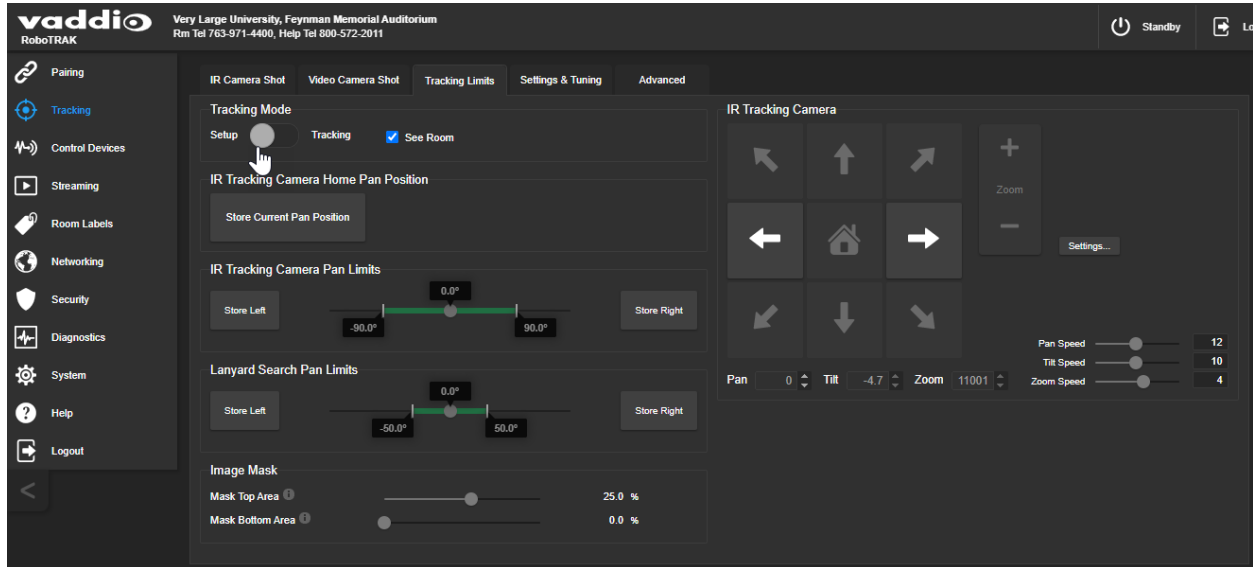 vaddio
RoboTRAK
Very Large University, Feynman Memorial Auditorium
Rm Tel 763-971-4400, Help Tel 800-572-2011
Standby
Lo
Pairing
Tracking
Control Devices
Streaming
Room Labels
Networking
Security
Diagnostics
System
Help
Logout
<
IR Camera Shot Video Camera Shot Tracking Limits Settings & Tuning Advanced
Tracking Mode
Setup Tracking See Room
IR Tracking Camera Home Pan Position
Store Current Pan Position
IR Tracking Camera Pan Limits
0.0°
Store Left Store Right
-90.0° 90.0°
Lanyard Search Pan Limits
0.0°
Store Left Store Right
-50.0° 50.0°
Image Mask
Mask Top Area 25.0 %
Mask Bottom Area 0.0 %
IR Tracking Camera
+
Zoom
−
Settings...
Pan Speed 12
Tilt Speed 10
Zoom Speed 4
Pan 0 Tilt -4.7 Zoom 11001